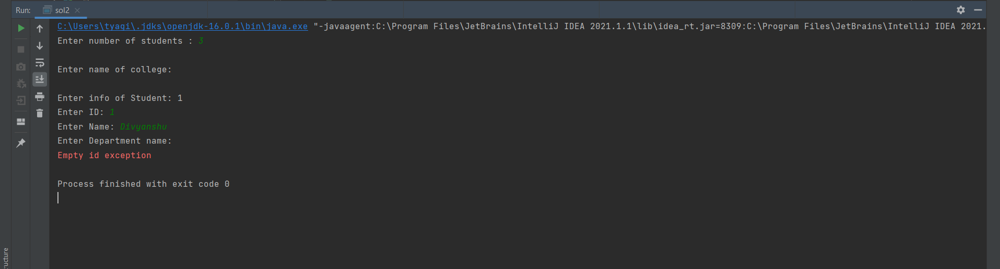 Run: sol2
C:\Users\tyagi\.jdks\openjdk-16.0.1\bin\java.exe "-javaagent:C:\Program Files\JetBrains\IntelliJ IDEA 2021.1.1\lib\idea_rt.jar=8309:C:\Program Files\JetBrains\IntelliJ IDEA 2021.
Enter number of students : 3
Enter name of college:
Enter info of Student: 1
Enter ID: 1
Enter Name: Divyanshu
Enter Department name:
Empty id exception
Process finished with exit code 0
ructure